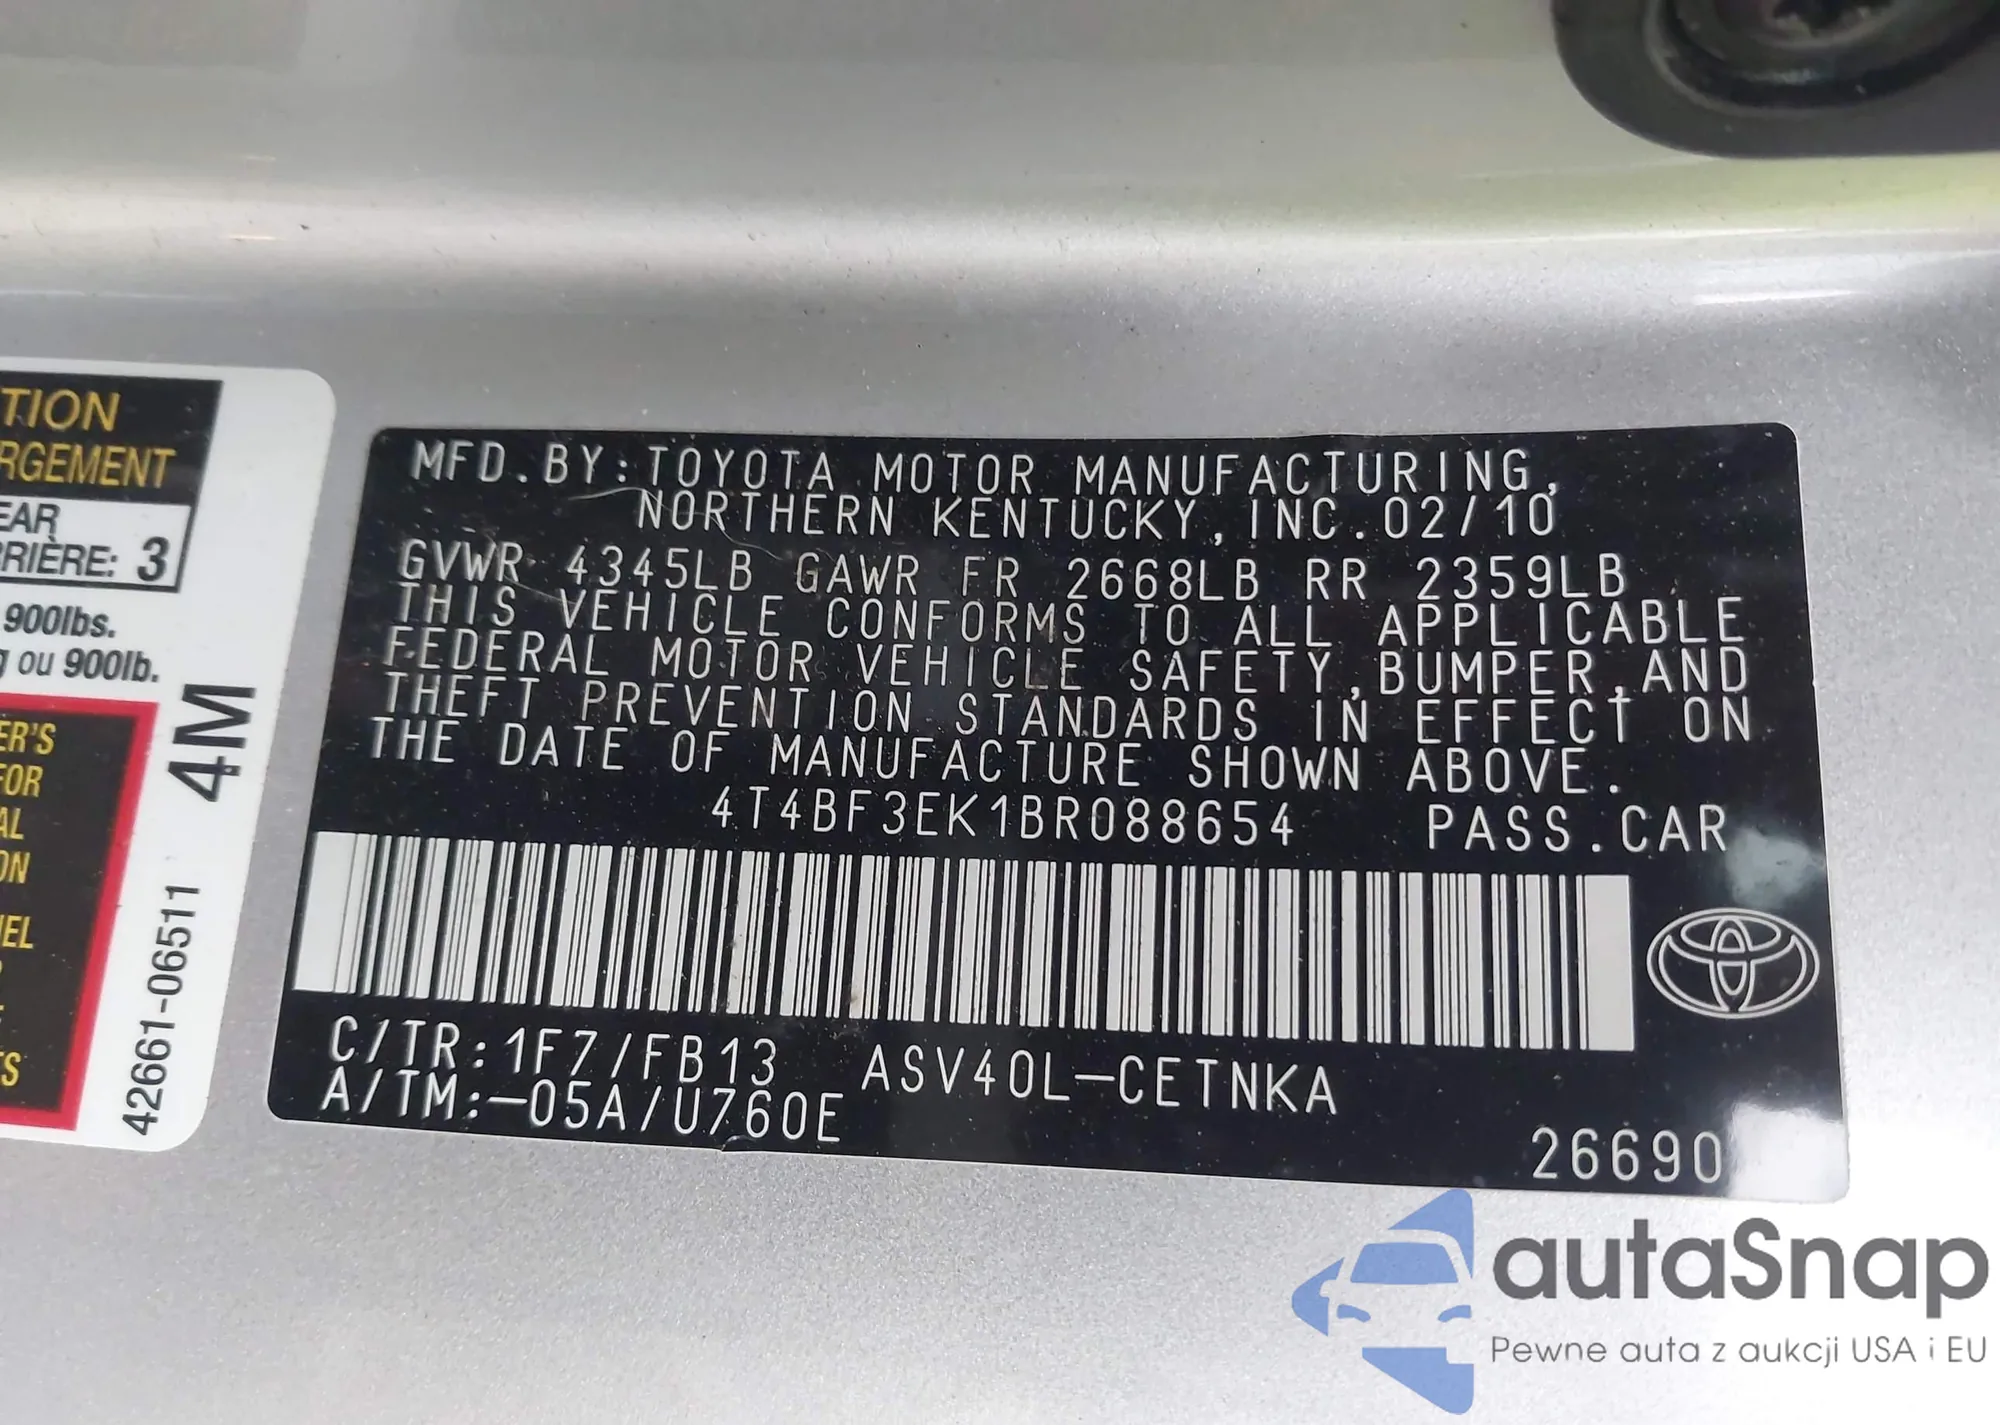 TION
RGEMENT
EAR
RRIÈRE: 3
900lbs.
g ou 900lb.
ER'S
FOR
AL
ON
EL
TS
4M
42661-06511
MFD.BY:TOYOTA MOTOR MANUFACTURING,
NORTHERN KENTUCKY,INC.02/10
GVWR 4345LB GAWR FR 2668LB RR 2359LB
THIS VEHICLE CONFORMS TO ALL APPLICABLE
FEDERAL MOTOR VEHICLE SAFETY,BUMPER,AND
THEFT PREVENTION STANDARDS IN EFFECT ON
THE DATE OF MANUFACTURE SHOWN ABOVE.
4T4BF3EK1BR088654 PASS.CAR
C/TR:1F7/FB13 ASV40L-CETNKA
A/TM:-05A/U760E
26690
autaSnap
Pewne auta z aukcji USA i EU